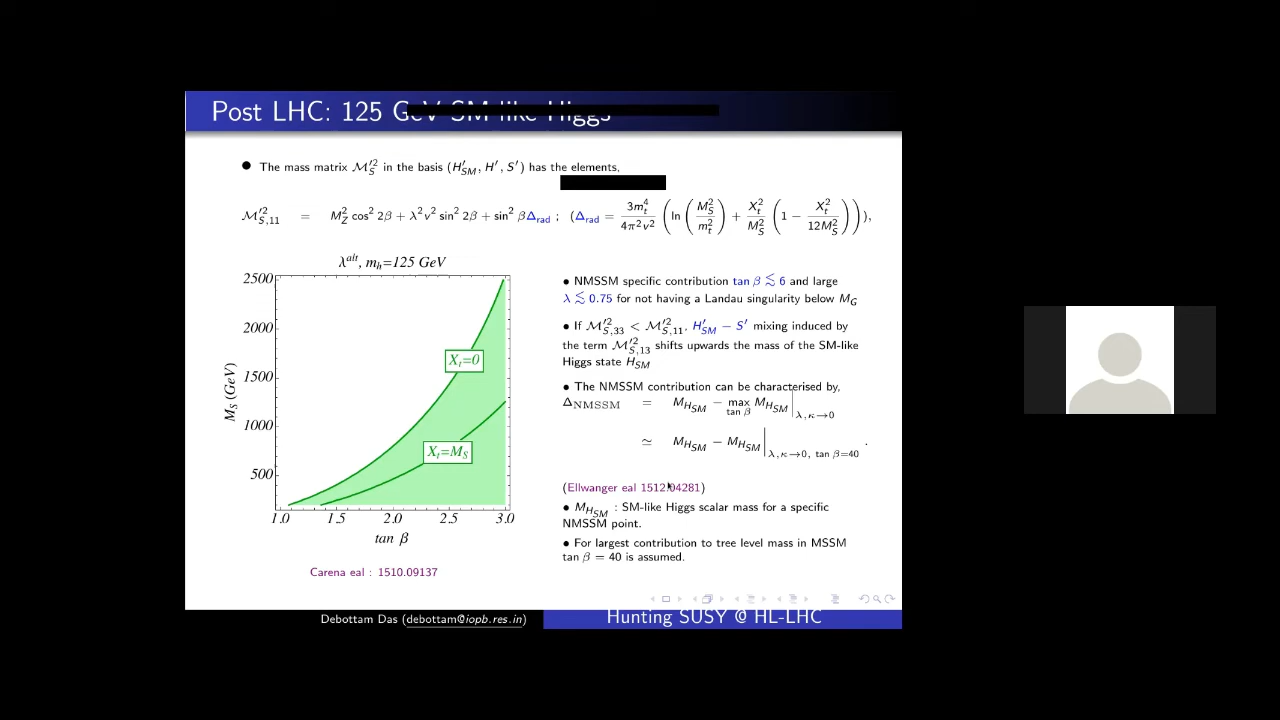 Post LHC: 125 GeV SM-like Higgs
● The mass matrix ℳ′²_S in the basis (H′_SM, H′, S′) has the elements,
ℳ′²_{S,11} = M²_Z cos² 2β + λ²v² sin² 2β + sin² βΔ_rad ; (Δ_rad = 3m⁴_t / 4π²v² (ln (M²_S / m²_t) + X²_t / M²_S (1 − X²_t / 12M²_S))),
λ^alt, m_h=125 GeV
2500
2000
1500
1000
500
M_S (GeV)
X_t=0
X_t=M_S
1.0 1.5 2.0 2.5 3.0
tan β
Carena eal : 1510.09137
● NMSSM specific contribution tan β ≲ 6 and large
λ ≲ 0.75 for not having a Landau singularity below M_G
● If ℳ′²_{S,33} < ℳ′²_{S,11}, H′_SM − S′ mixing induced by
the term ℳ′²_{S,13} shifts upwards the mass of the SM-like
Higgs state H_SM
● The NMSSM contribution can be characterised by,
Δ_NMSSM = M_{H_SM} − max_{tan β} M_{H_SM} |_{λ,κ→0}
≃ M_{H_SM} − M_{H_SM} |_{λ,κ→0, tan β=40} .
(Ellwanger eal 1512.04281)
● M_{H_SM} : SM-like Higgs scalar mass for a specific
NMSSM point.
● For largest contribution to tree level mass in MSSM
tan β = 40 is assumed.
Debottam Das (debottam@iopb.res.in) Hunting SUSY @ HL-LHC